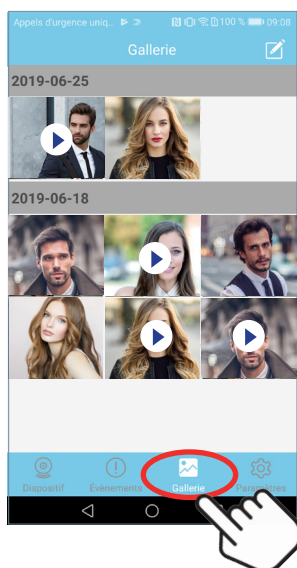 Appels d'urgence uniq... 100 % 09:08
Gallerie
2019-06-25
2019-06-18
Dispositif Évènements Gallerie Paramètres